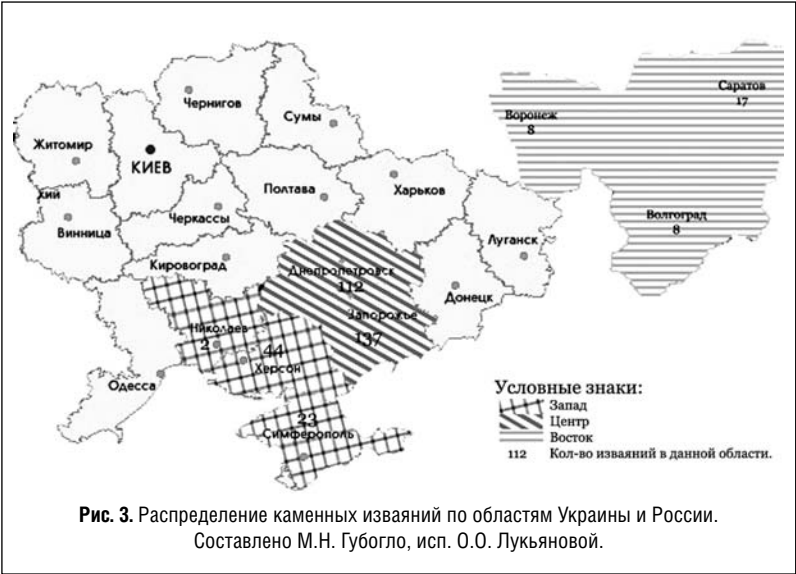 Чернигов
Сумы
Саратов
17
Воронеж
8
Житомир
КИЕВ
Полтава
Харьков
хий
Винница
Черкассы
Волгоград
8
Луганск
Кировоград
Днепропетровск
112
Донецк
Запорожье
137
Николаев
2
44
Херсон
Одесса
23
Симферополь
Условные знаки:
Запад
Центр
Восток
112 Кол-во изваяний в данной области.
Рис. 3. Распределение каменных изваяний по областям Украины и России.
Составлено М.Н. Губогло, исп. О.О. Лукьяновой.